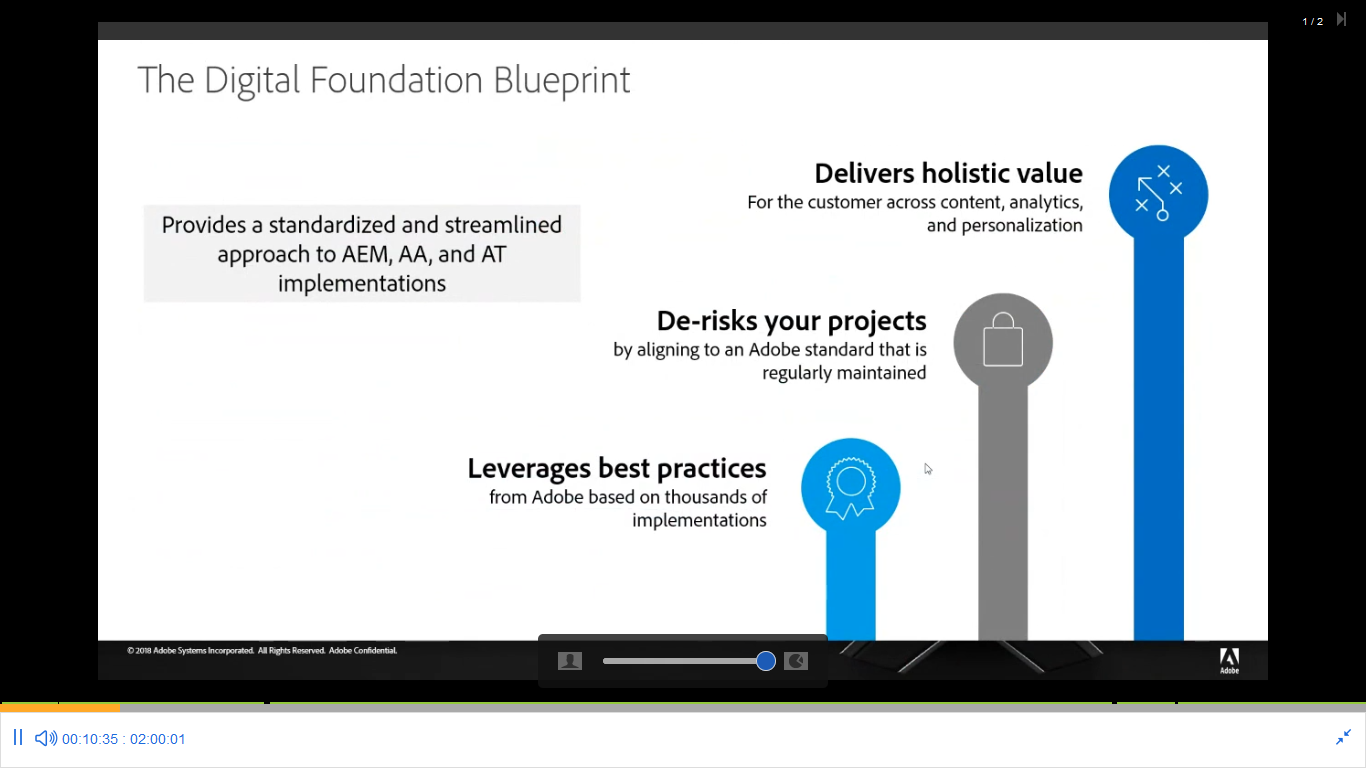 1 / 2
The Digital Foundation Blueprint
Provides a standardized and streamlined
approach to AEM, AA, and AT
implementations
Delivers holistic value
For the customer across content, analytics,
and personalization
De-risks your projects
by aligning to an Adobe standard that is
regularly maintained
Leverages best practices
from Adobe based on thousands of
implementations
© 2018 Adobe Systems Incorporated. All Rights Reserved. Adobe Confidential.
Adobe
00:10:35 : 02:00:01